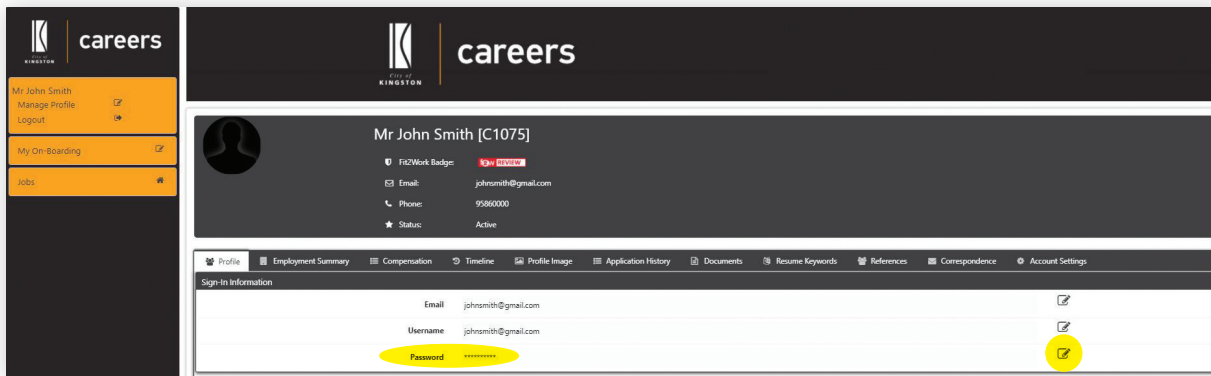 City of
KINGSTON
careers
Mr John Smith
Manage Profile
Logout
My On-Boarding
Jobs
City of
KINGSTON
careers
Mr John Smith [C1075]
Fit2Work Badge: REVIEW
Email: johnsmith@gmail.com
Phone: 95860000
Status: Active
Profile Employment Summary Compensation Timeline Profile Image Application History Documents Resume Keywords References Correspondence Account Settings
Sign-In Information
Email johnsmith@gmail.com
Username johnsmith@gmail.com
Password **********